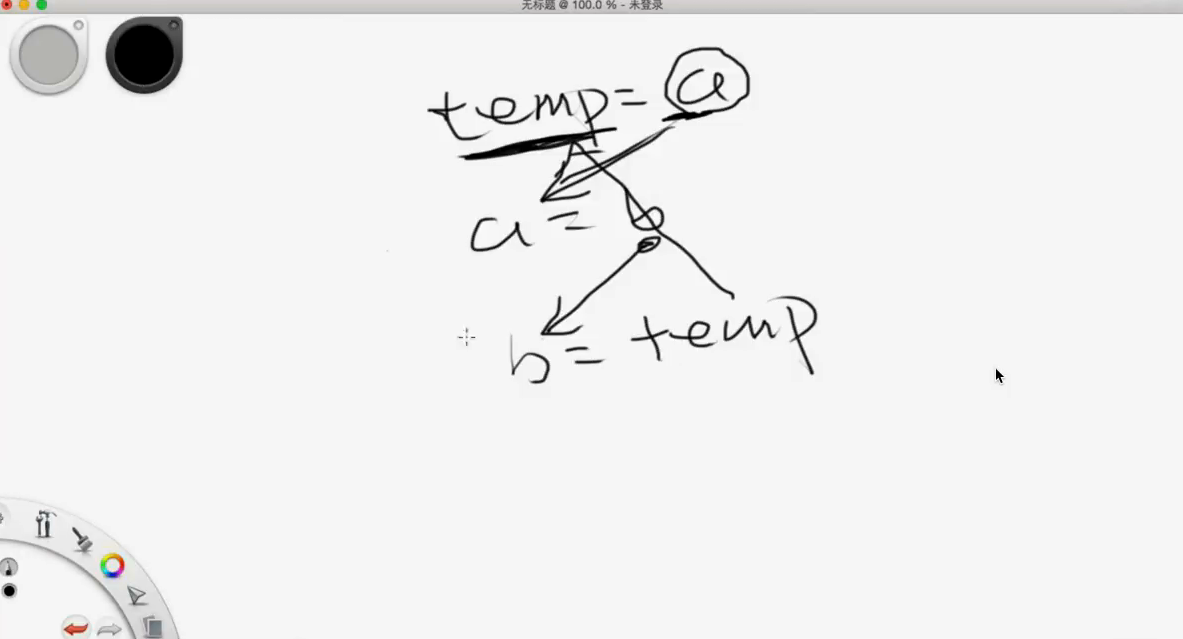 无标题 @ 100.0 % - 未登录
temp = a
a = b
b = temp